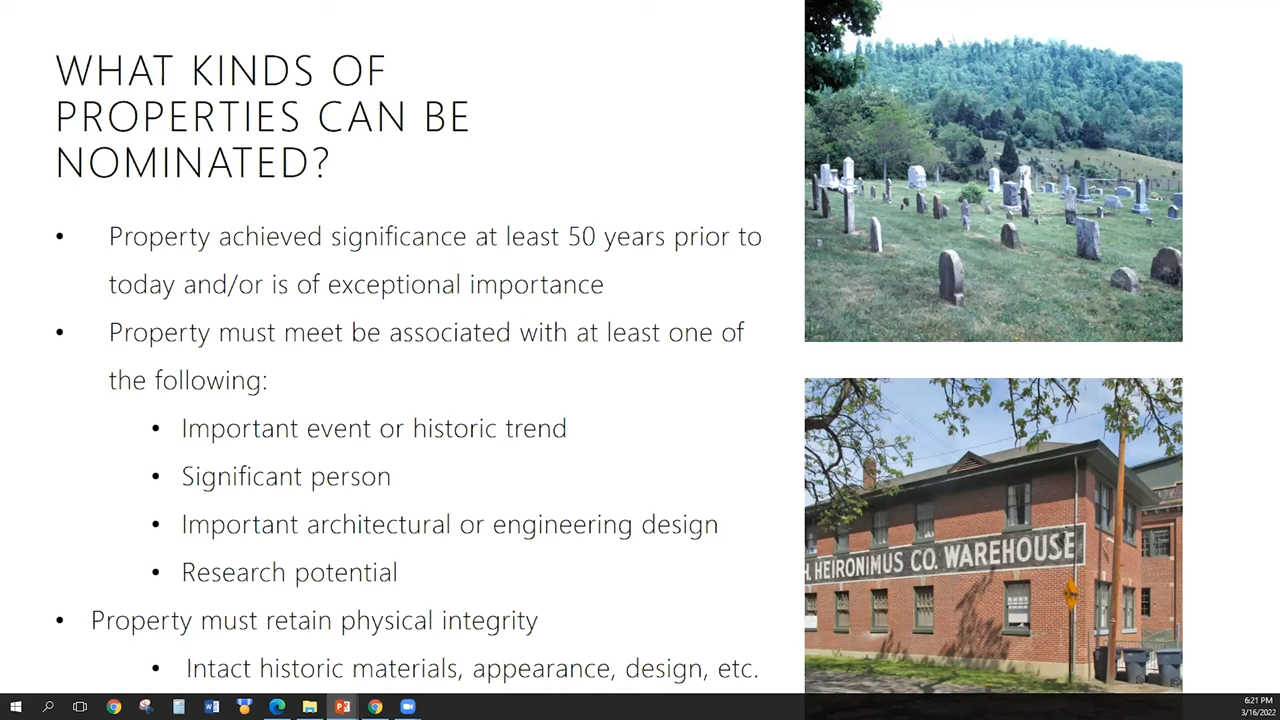 WHAT KINDS OF
PROPERTIES CAN BE
NOMINATED?
• Property achieved significance at least 50 years prior to
today and/or is of exceptional importance
• Property must meet be associated with at least one of
the following:
• Important event or historic trend
• Significant person
• Important architectural or engineering design
• Research potential
• Property must retain physical integrity
• Intact historic materials, appearance, design, etc.
H. HEIRONIMUS CO. WAREHOUSE
6:21 PM
3/16/2022